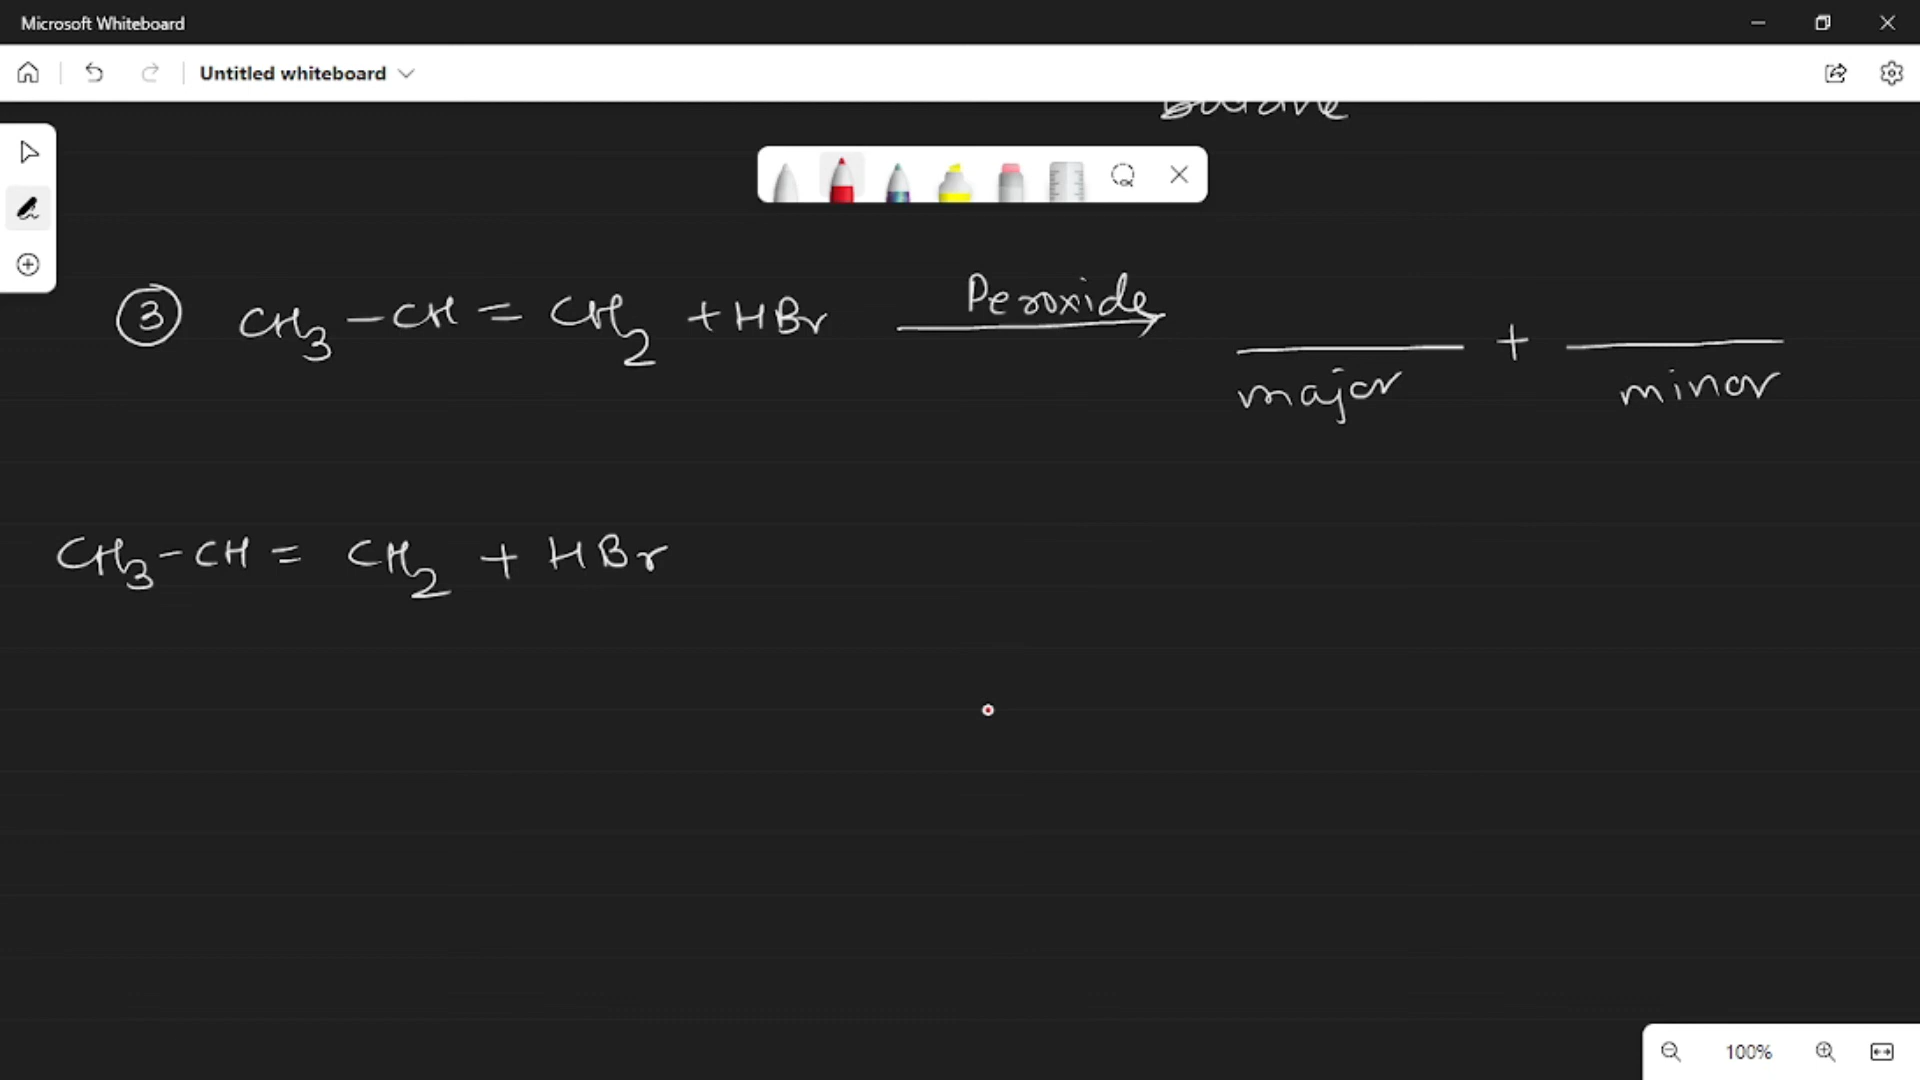 Microsoft Whiteboard
Untitled whiteboard
③ CH₃-CH=CH₂ + HBr Peroxide→ ____ + ____
major minor
CH₃-CH=CH₂ + HBr
100%